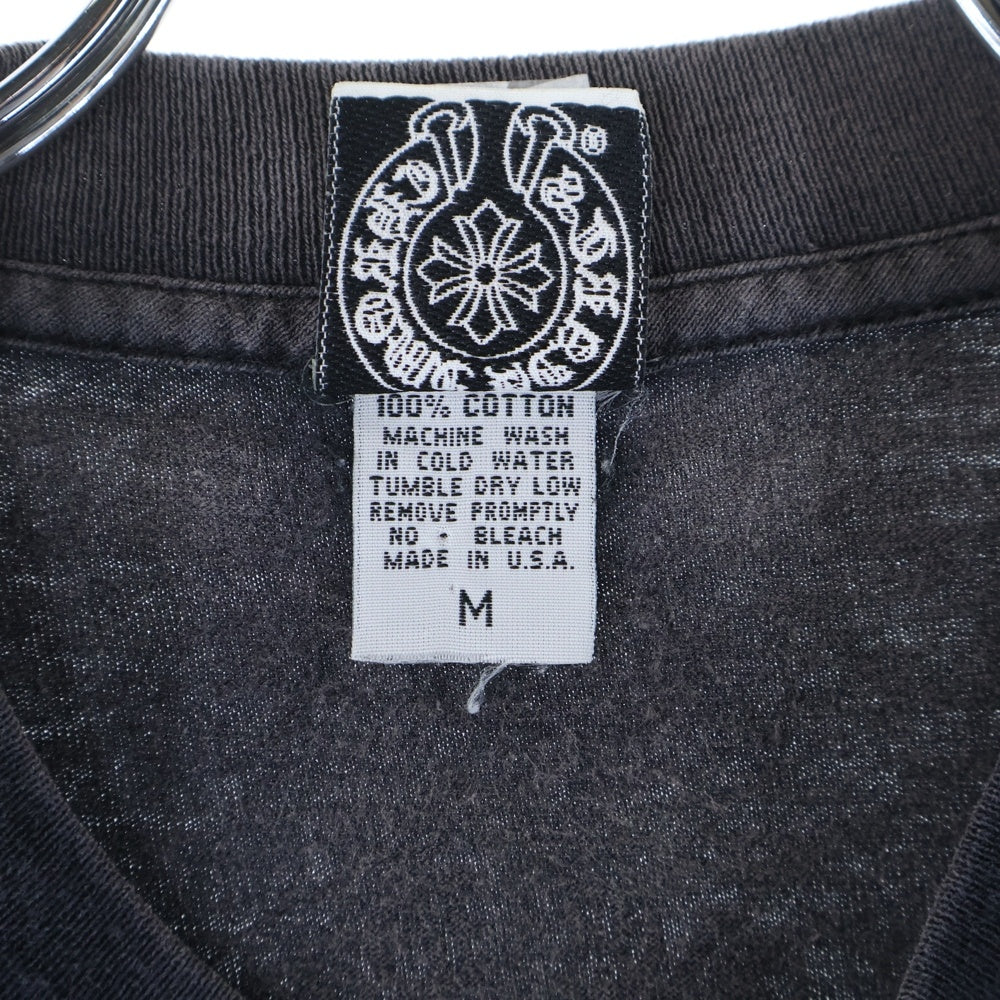 ®
100% COTTON
MACHINE WASH
IN COLD WATER
TUMBLE DRY LOW
REMOVE PROMPTLY
NO · BLEACH
MADE IN U.S.A.
M